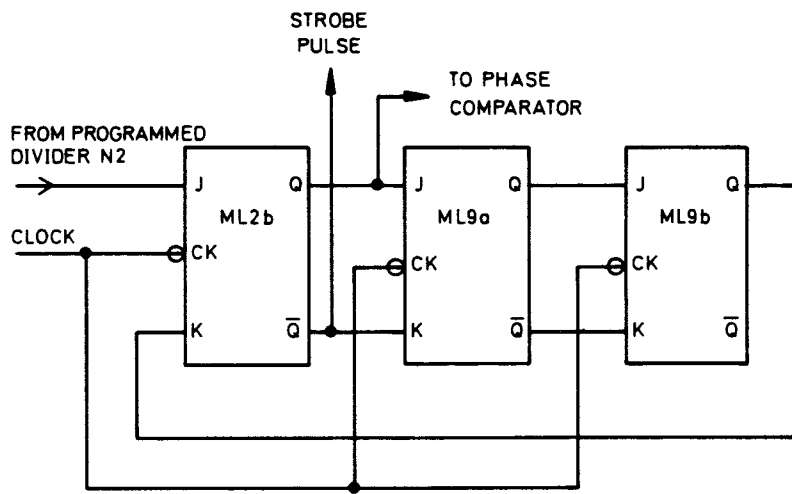 STROBE
PULSE
TO PHASE
COMPARATOR
FROM PROGRAMMED
DIVIDER N2
J Q J Q J Q
ML2b ML9a ML9b
CLOCK
CK CK CK
K Q̅ K Q̅ K Q̅